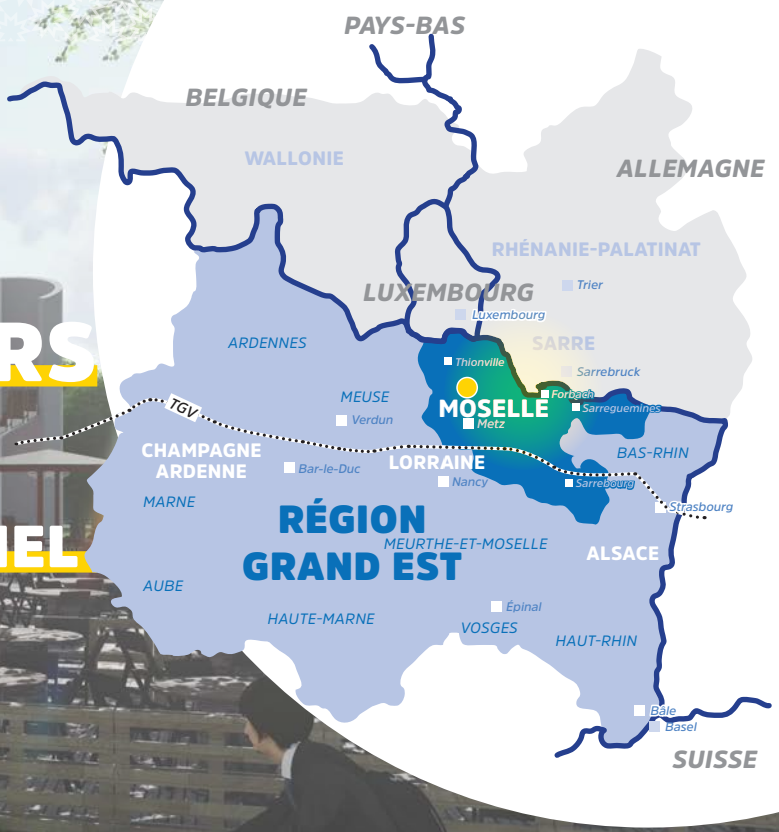 PAYS-BAS
BELGIQUE
WALLONIE
ALLEMAGNE
RHÉNANIE-PALATINAT
Trier
LUXEMBOURG
Luxembourg
ARDENNES
SARRE
RS
Thionville
Sarrebruck
MEUSE
Forbach
MOSELLE
Sarreguemines
TGV
Verdun
Metz
CHAMPAGNE
ARDENNE
LORRAINE
BAS-RHIN
Bar-le-Duc
Nancy
Sarrebourg
MARNE
Strasbourg
RÉGION
GRAND EST
MEURTHE-ET-MOSELLE
IEL
ALSACE
AUBE
Épinal
HAUTE-MARNE
VOSGES
HAUT-RHIN
Bâle
Basel
SUISSE